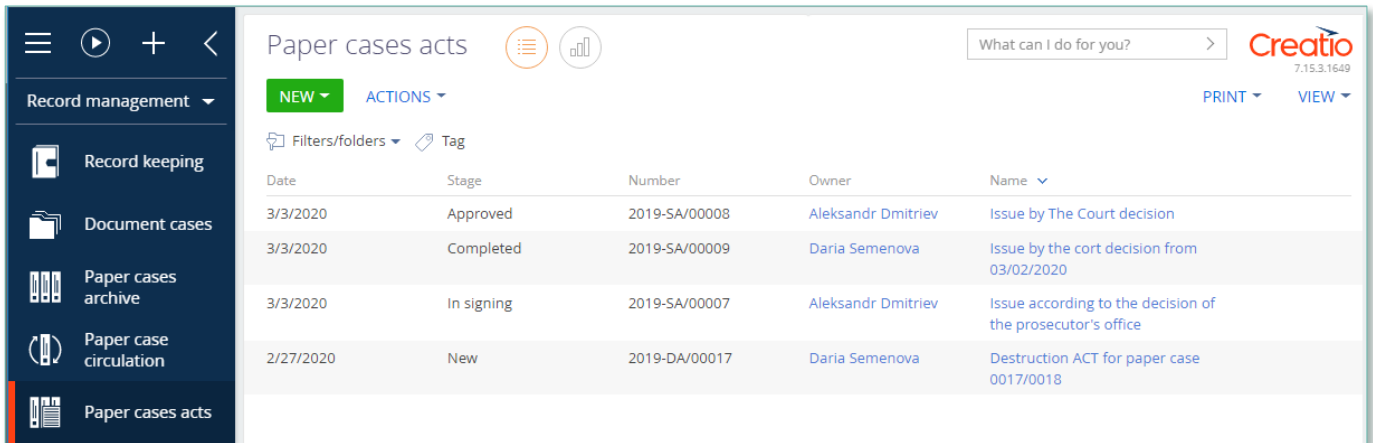 Paper cases acts
What can I do for you?
Creatio
7.15.3.1649
Record management
NEW
ACTIONS
PRINT
VIEW
Filters/folders
Tag
Record keeping
Document cases
Paper cases
archive
Paper case
circulation
Paper cases acts
Date Stage Number Owner Name
3/3/2020 Approved 2019-SA/00008 Aleksandr Dmitriev Issue by The Court decision
3/3/2020 Completed 2019-SA/00009 Daria Semenova Issue by the cort decision from
03/02/2020
3/3/2020 In signing 2019-SA/00007 Aleksandr Dmitriev Issue according to the decision of
the prosecutor's office
2/27/2020 New 2019-DA/00017 Daria Semenova Destruction ACT for paper case
0017/0018